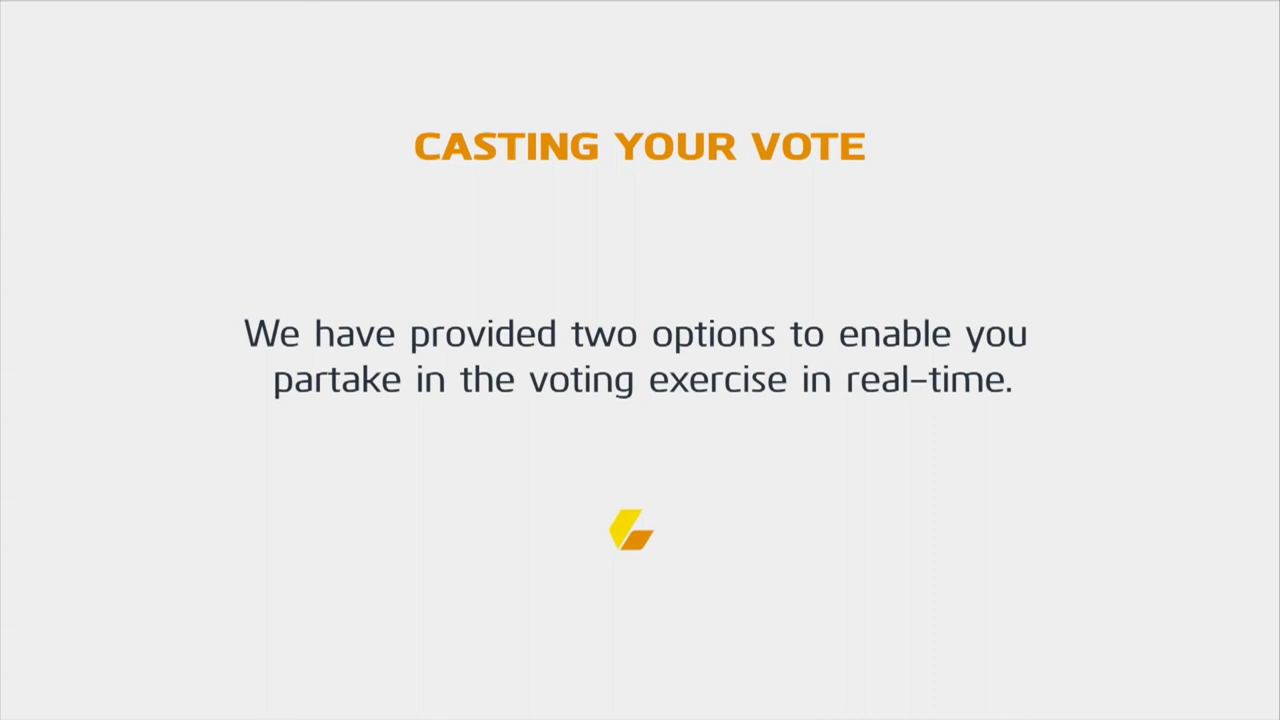 CASTING YOUR VOTE
We have provided two options to enable you
partake in the voting exercise in real-time.